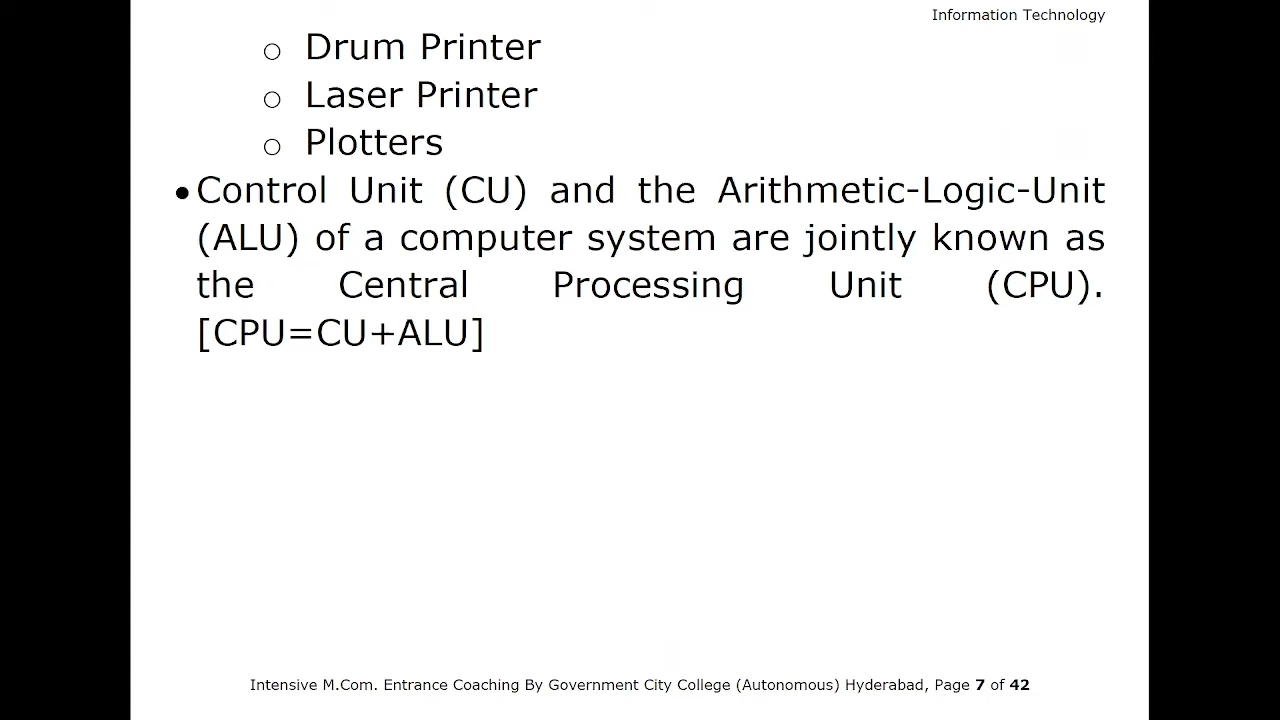 Information Technology
○ Drum Printer
○ Laser Printer
○ Plotters
• Control Unit (CU) and the Arithmetic-Logic-Unit
(ALU) of a computer system are jointly known as
the Central Processing Unit (CPU).
[CPU=CU+ALU]
Intensive M.Com. Entrance Coaching By Government City College (Autonomous) Hyderabad, Page 7 of 42